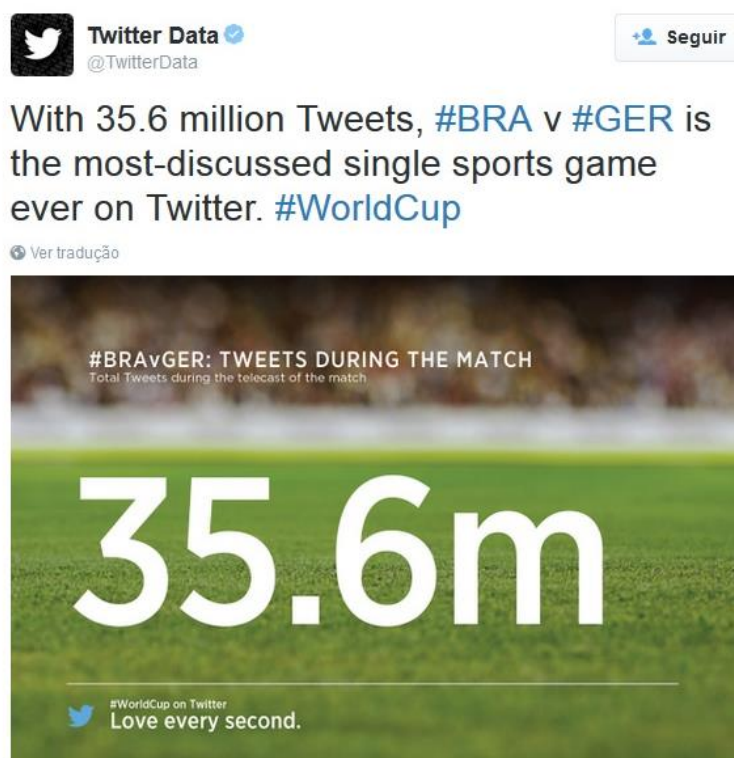 Twitter Data
@TwitterData
Seguir
With 35.6 million Tweets, #BRA v #GER is
the most-discussed single sports game
ever on Twitter. #WorldCup
Ver tradução
#BRAvGER: TWEETS DURING THE MATCH
Total Tweets during the telecast of the match
35.6m
#WorldCup on Twitter
Love every second.